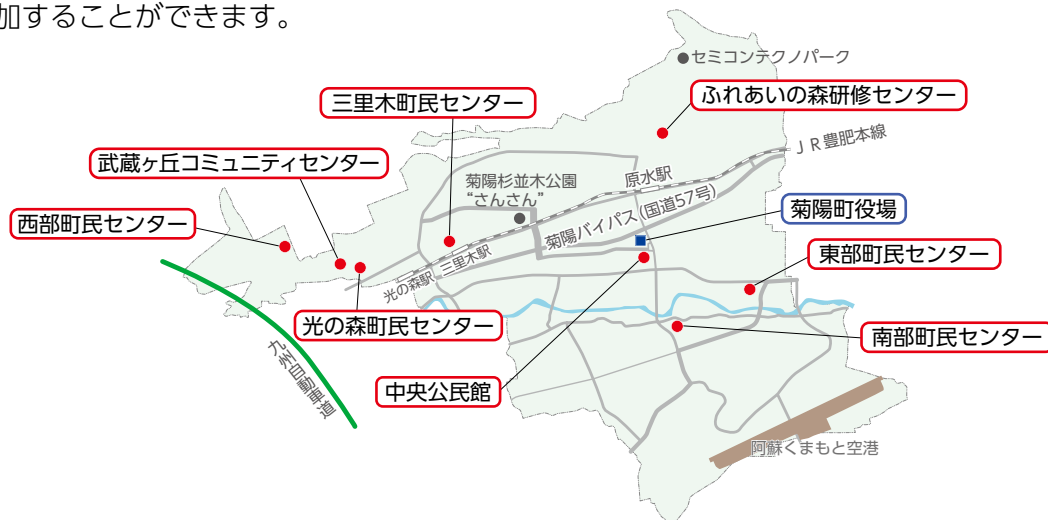 加することができます。
セミコンテクノパーク
ふれあいの森研修センター
三里木町民センター
JR豊肥本線
武蔵ヶ丘コミュニティセンター
菊陽杉並木公園
“さんさん”
原水駅
菊陽バイパス(国道57号)
菊陽町役場
西部町民センター
三里木駅
光の森駅
東部町民センター
光の森町民センター
南部町民センター
九州自動車道
中央公民館
阿蘇くまもと空港